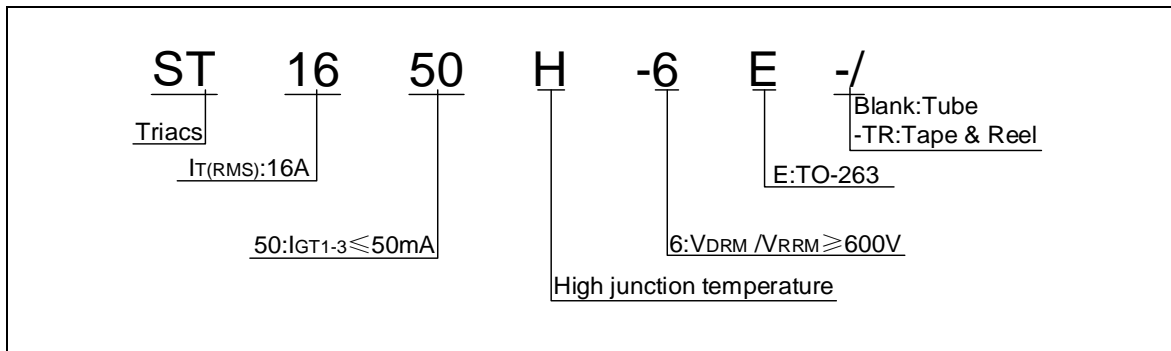 ST 16 50 H -6 E -/
Blank:Tube
Triacs
-TR:Tape & Reel
IT(RMS):16A
E:TO-263
50:IGT1-3≤50mA
6:VDRM /VRRM≥600V
High junction temperature